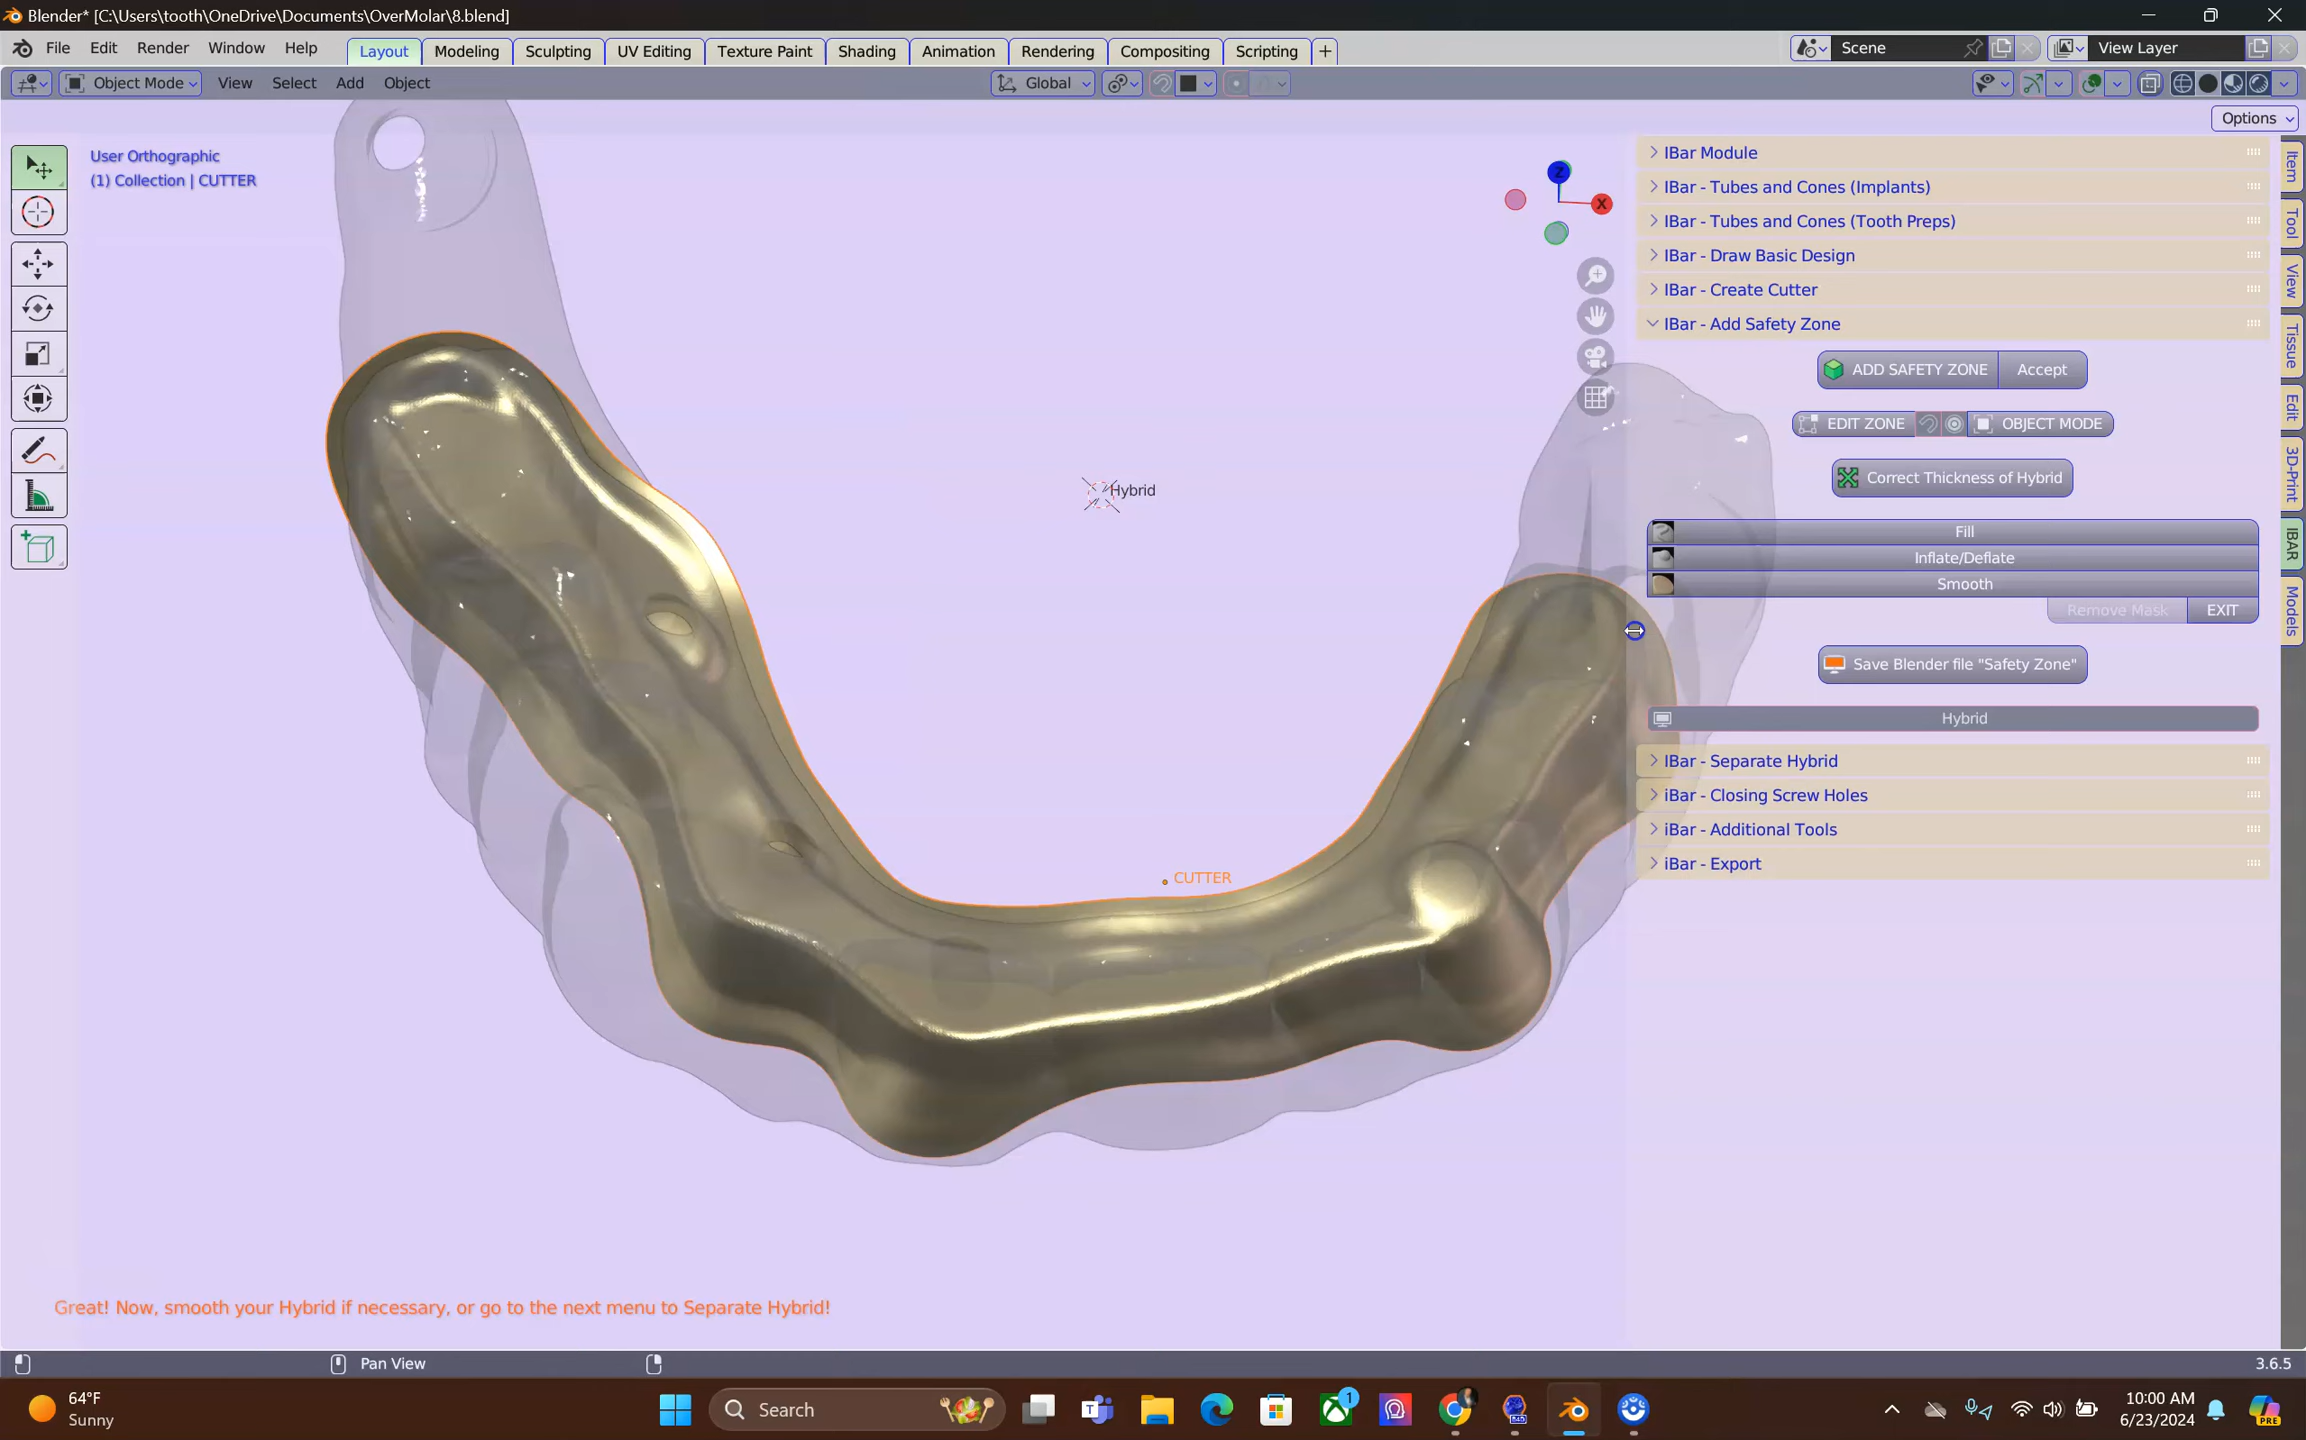 Blender* [C:\Users\tooth\OneDrive\Documents\OverMolar\8.blend]
File Edit Render Window Help Layout Modeling Sculpting UV Editing Texture Paint Shading Animation Rendering Compositing Scripting + Scene View Layer
Object Mode View Select Add Object Global
Options
User Orthographic
(1) Collection | CUTTER
Z
X
Hybrid
CUTTER
IBar Module
IBar - Tubes and Cones (Implants)
IBar - Tubes and Cones (Tooth Preps)
IBar - Draw Basic Design
IBar - Create Cutter
IBar - Add Safety Zone
ADD SAFETY ZONE Accept
EDIT ZONE OBJECT MODE
Correct Thickness of Hybrid
Fill
Inflate/Deflate
Smooth
Remove Mask EXIT
Save Blender file "Safety Zone"
Hybrid
IBar - Separate Hybrid
iBar - Closing Screw Holes
iBar - Additional Tools
iBar - Export
Item
Tool
View
Tissue
Edit
3D-Print
IBAR
Models
Great! Now, smooth your Hybrid if necessary, or go to the next menu to Separate Hybrid!
Pan View 3.6.5
64°F
Sunny
Search
1
10:00 AM
6/23/2024
PRE